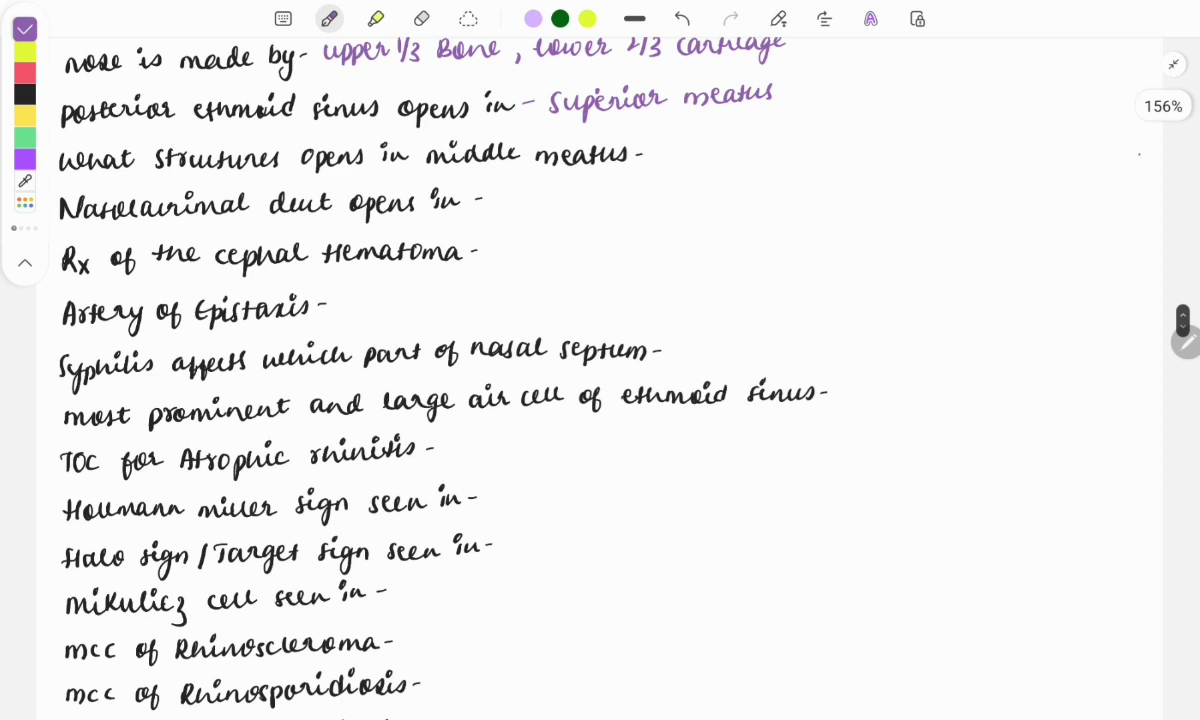 156%
nose is made by- upper 1/3 Bone, lower 2/3 cartilage
posterior ethmoid sinus opens in - superior meatus
what structures opens in middle meatus -
Nasolacrimal duct opens in -
Rx of the cephal Hematoma -
Artery of Epistaxis -
Syphilis affects which part of nasal septum -
most prominent and large air cell of ethmoid sinus -
TOC for Atrophic rhinitis -
Hollmann miller sign seen in -
Halo sign / Target sign seen in -
Mikulicz cell seen in -
mcc of Rhinoscleroma -
mcc of Rhinosporidiosis -